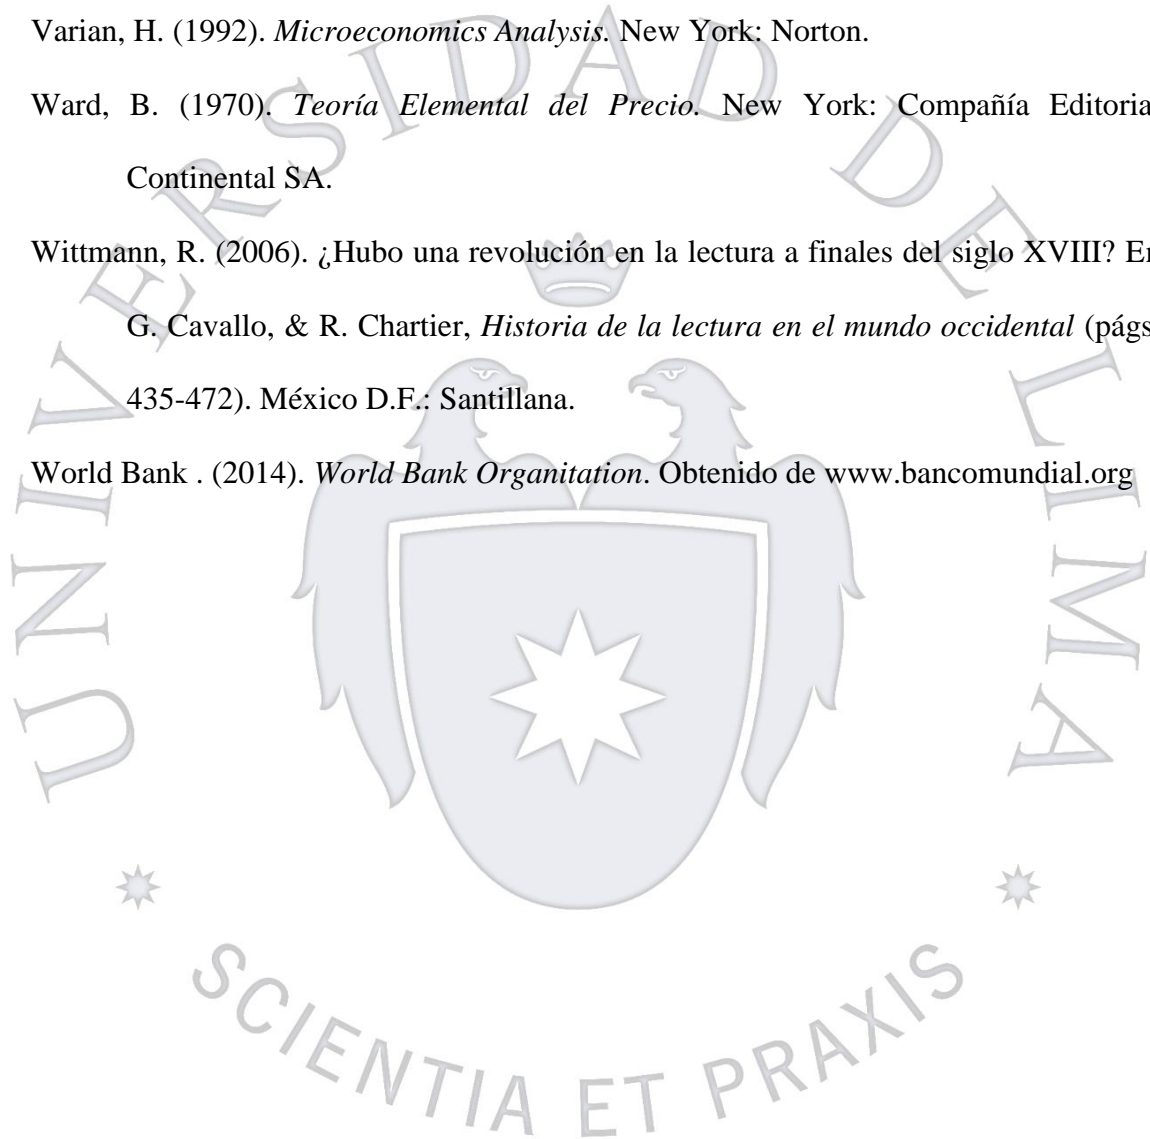 Varian, H. (1992). Microeconomics Analysis. New York: Norton.
Ward, B. (1970). Teoría Elemental del Precio. New York: Compañía Editoria
Continental SA.
Wittmann, R. (2006). ¿Hubo una revolución en la lectura a finales del siglo XVIII? En
G. Cavallo, & R. Chartier, Historia de la lectura en el mundo occidental (págs
435-472). México D.F.: Santillana.
World Bank . (2014). World Bank Organitation. Obtenido de www.bancomundial.org
UNIVERSIDAD DE LIMA
SCIENTIA ET PRAXIS